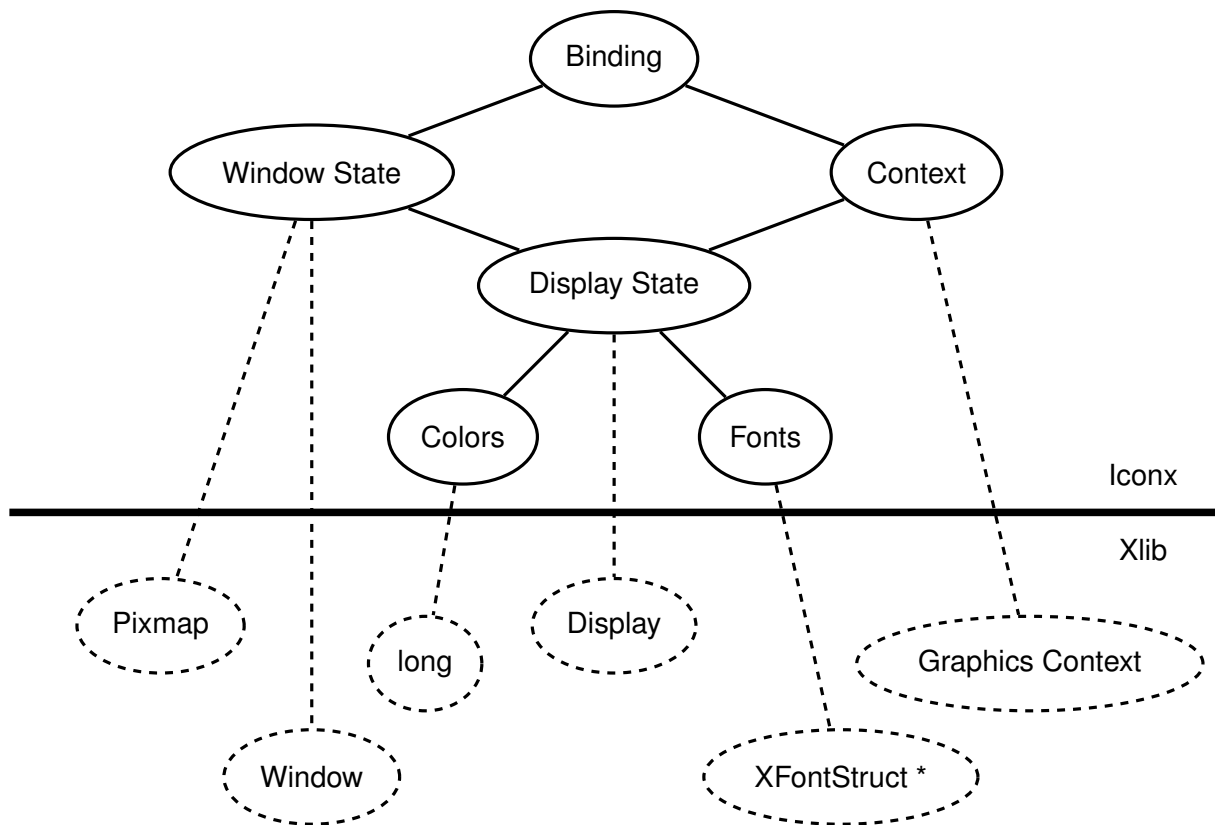 Binding
Window State
Context
Display State
Colors
Fonts
Iconx
Xlib
Pixmap
Display
long
Graphics Context
Window
XFontStruct *